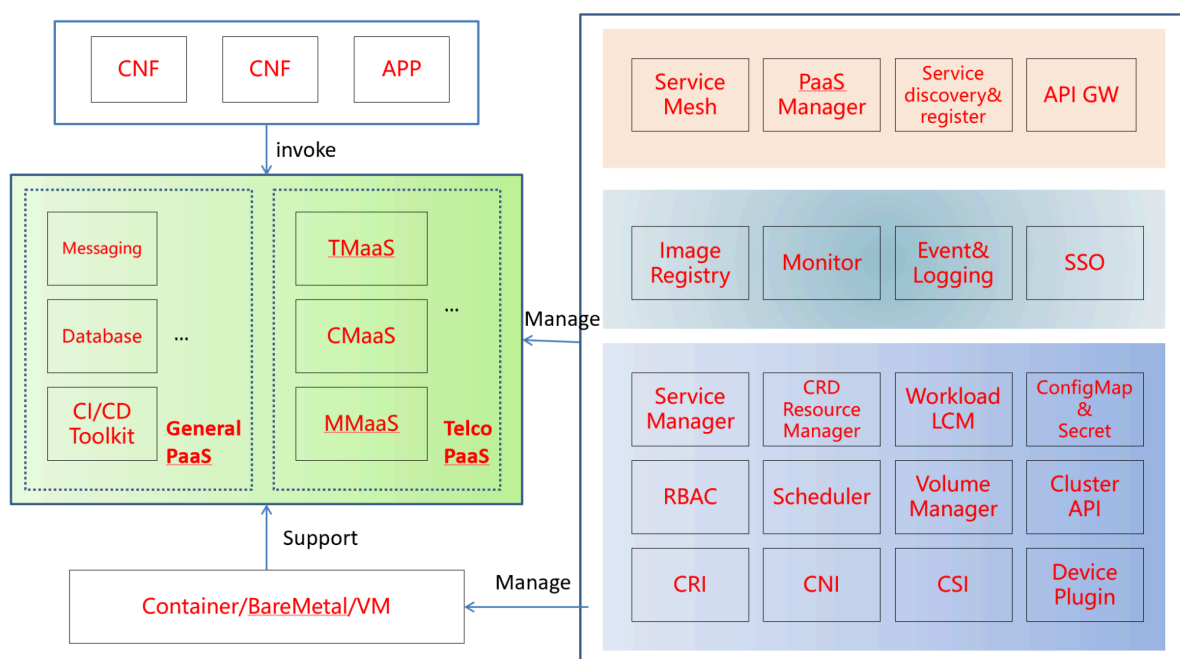 CNF
CNF
APP
invoke
Messaging
Database
...
CI/CD
Toolkit
General
PaaS
TMaaS
CMaaS
...
MMaaS
Telco
PaaS
Support
Container/BareMetal/VM
Manage
Manage
Service
Mesh
PaaS
Manager
Service
discovery&
register
API GW
Image
Registry
Monitor
Event&
Logging
SSO
Service
Manager
CRD
Resource
Manager
Workload
LCM
ConfigMap
&
Secret
RBAC
Scheduler
Volume
Manager
Cluster
API
CRI
CNI
CSI
Device
Plugin